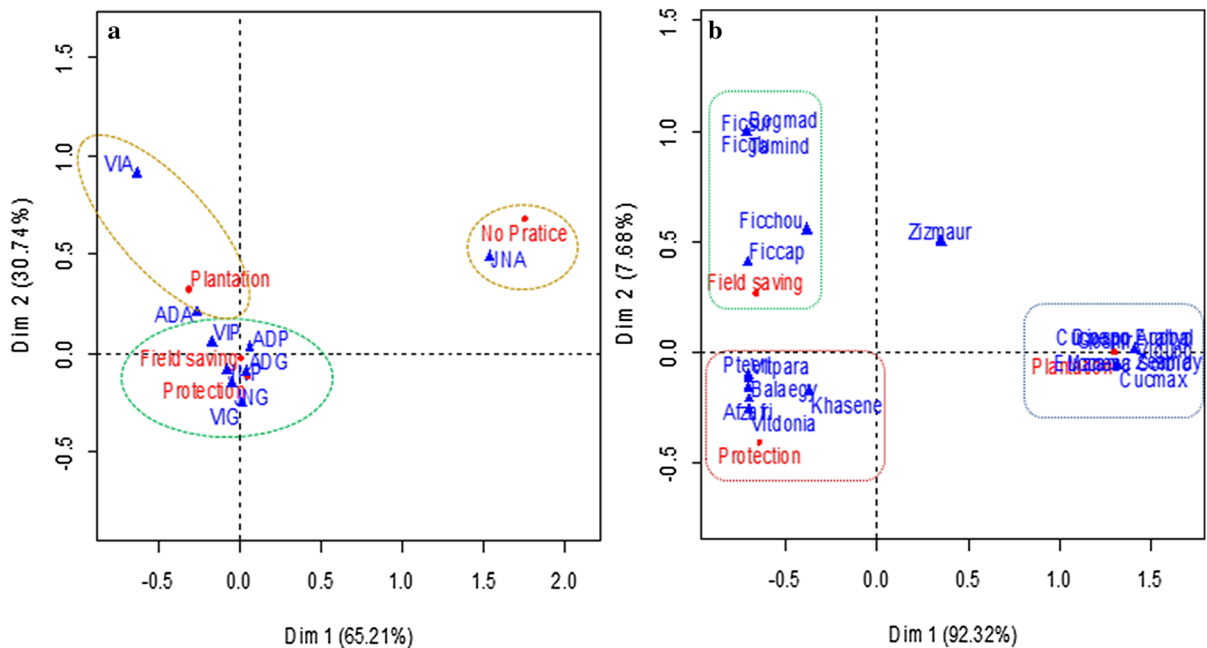 a
1.5
1.0
0.5
0.0
-0.5
Dim 2 (30.74%)
VIA
Plantation
ADA
VIP
ADP
Field saving
ADG
Protection
VIG
No Pratice
JNA
-0.5
0.0
0.5
1.0
1.5
2.0
Dim 1 (65.21%)
b
1.5
1.0
0.5
0.0
-0.5
Dim 2 (7.68%)
Ficsur
Bogmad
Tamind
Ficchou
Ficcap
Field saving
Zizmaur
Plantation
Cucmax
Vitpara
Balaegy
Khasene
Vitdonia
Protection
-0.5
0.0
0.5
1.0
1.5
Dim 1 (92.32%)